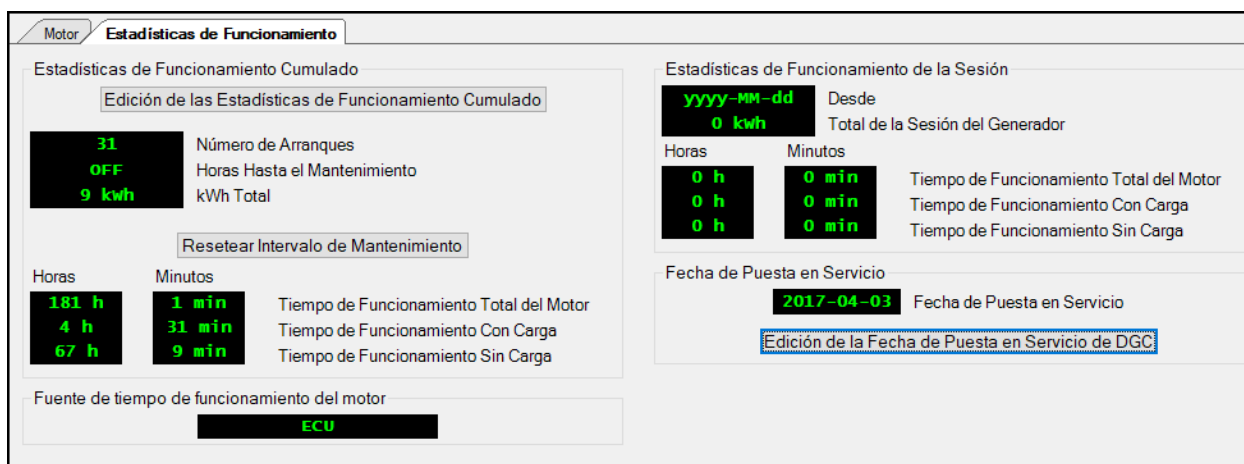 Motor
Estadísticas de Funcionamiento
Estadísticas de Funcionamiento Cumulado
Edición de las Estadísticas de Funcionamiento Cumulado
31 Número de Arranques
OFF Horas Hasta el Mantenimiento
9 kWh kWh Total
Resetear Intervalo de Mantenimiento
Horas Minutos
181 h 1 min Tiempo de Funcionamiento Total del Motor
4 h 31 min Tiempo de Funcionamiento Con Carga
67 h 9 min Tiempo de Funcionamiento Sin Carga
Fuente de tiempo de funcionamiento del motor
ECU
Estadísticas de Funcionamiento de la Sesión
yyyy-MM-dd Desde
0 kWh Total de la Sesión del Generador
Horas Minutos
0 h 0 min Tiempo de Funcionamiento Total del Motor
0 h 0 min Tiempo de Funcionamiento Con Carga
0 h 0 min Tiempo de Funcionamiento Sin Carga
Fecha de Puesta en Servicio
2017-04-03 Fecha de Puesta en Servicio
Edición de la Fecha de Puesta en Servicio de DGC